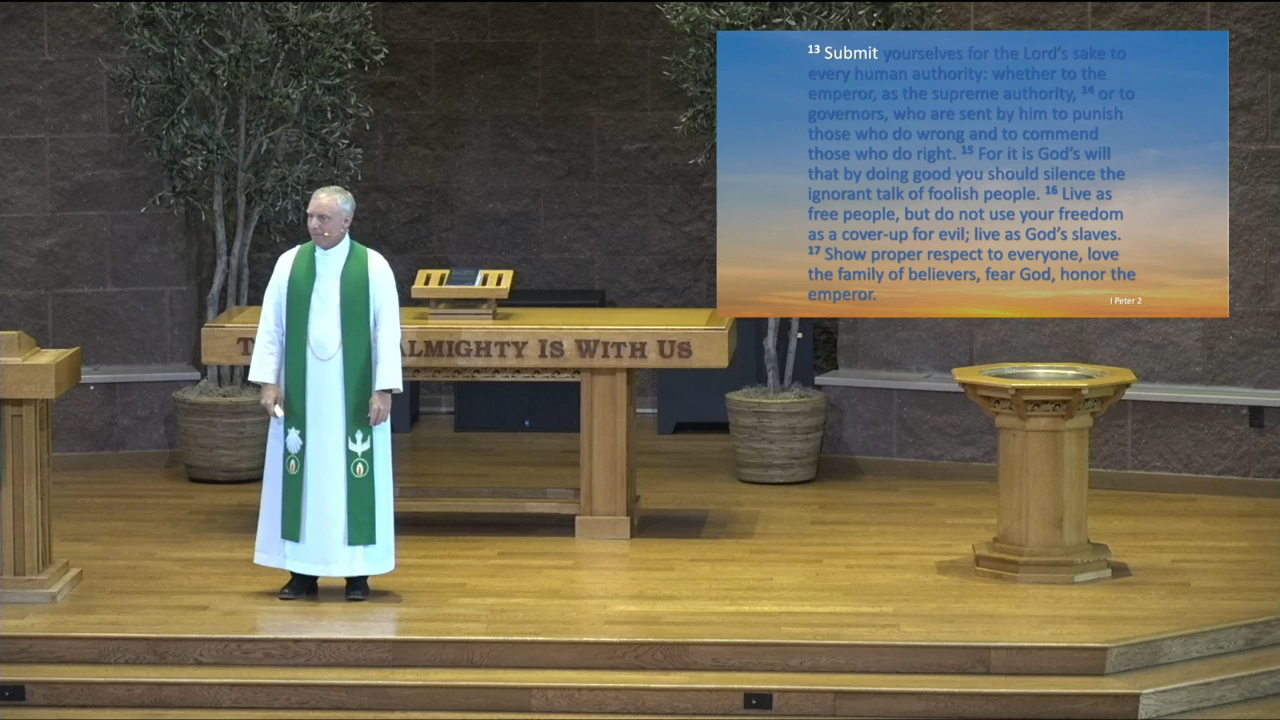 13 Submit yourselves for the Lord's sake to
every human authority: whether to the
emperor, as the supreme authority, 14 or to
governors, who are sent by him to punish
those who do wrong and to commend
those who do right. 15 For it is God's will
that by doing good you should silence the
ignorant talk of foolish people. 16 Live as
free people, but do not use your freedom
as a cover-up for evil; live as God's slaves.
17 Show proper respect to everyone, love
the family of believers, fear God, honor the
emperor.
I Peter 2
ALMIGHTY IS WITH US